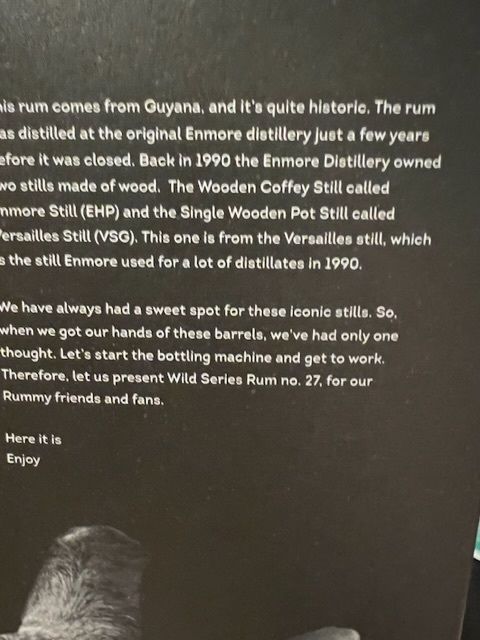 his rum comes from Guyana, and it's quite historic. The rum
as distilled at the original Enmore distillery just a few years
efore it was closed. Back in 1990 the Enmore Distillery owned
wo stills made of wood. The Wooden Coffey Still called
nmore Still (EHP) and the Single Wooden Pot Still called
Versailles Still (VSG). This one is from the Versailles still, which
s the still Enmore used for a lot of distillates in 1990.
We have always had a sweet spot for these iconic stills. So,
when we got our hands of these barrels, we've had only one
thought. Let's start the bottling machine and get to work.
Therefore, let us present Wild Series Rum no. 27, for our
Rummy friends and fans.
Here it is
Enjoy